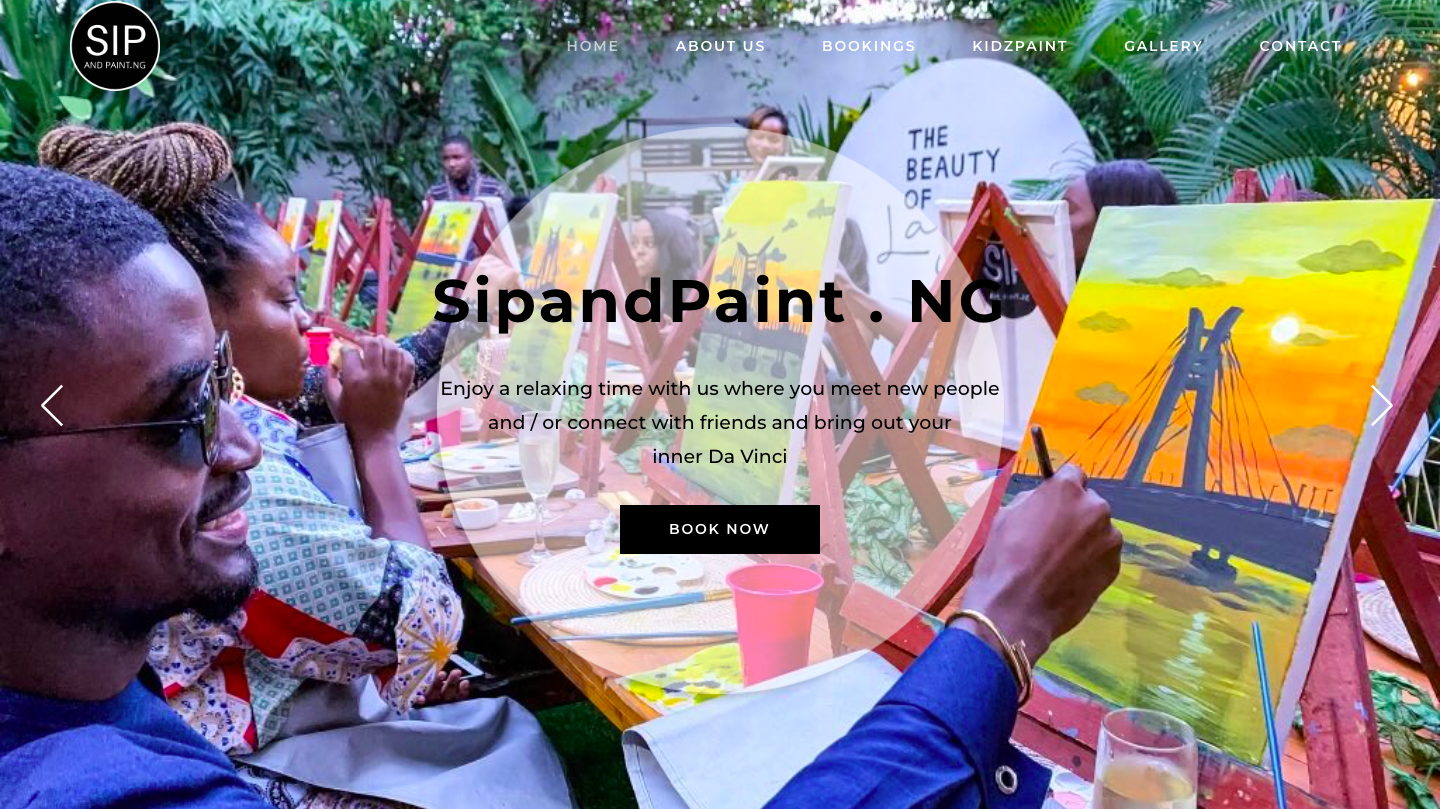 SIP
AND PAINT.NG
HOME
ABOUT US
BOOKINGS
KIDZPAINT
GALLERY
CONTACT
THE
BEAUTY
OF
La
SIP
SipandPaint . NG
Enjoy a relaxing time with us where you meet new people
and / or connect with friends and bring out your
inner Da Vinci
BOOK NOW